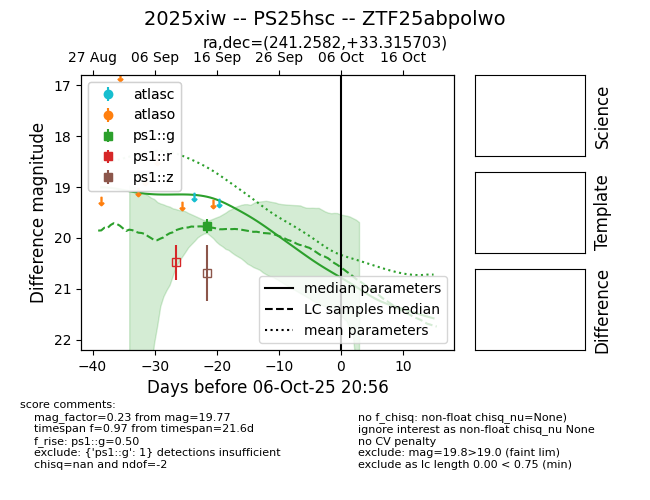 2025xiw -- PS25hsc -- ZTF25abpolwo
ra,dec=(241.2582,+33.315703)
27 Aug 06 Sep 16 Sep 26 Sep 06 Oct 16 Oct
17
18
19
20
21
22
Difference magnitude
atlasc
atlaso
ps1::g
ps1::r
ps1::z
median parameters
LC samples median
mean parameters
−40 −30 −20 −10 0 10
Days before 06-Oct-25 20:56
Science
Template
Difference
score comments:
mag_factor=0.23 from mag=19.77
timespan f=0.97 from timespan=21.6d
f_rise: ps1::g=0.50
exclude: {'ps1::g': 1} detections insufficient
chisq=nan and ndof=-2
no f_chisq: non-float chisq_nu=None)
ignore interest as non-float chisq_nu None
no CV penalty
exclude: mag=19.8>19.0 (faint lim)
exclude as lc length 0.00 < 0.75 (min)